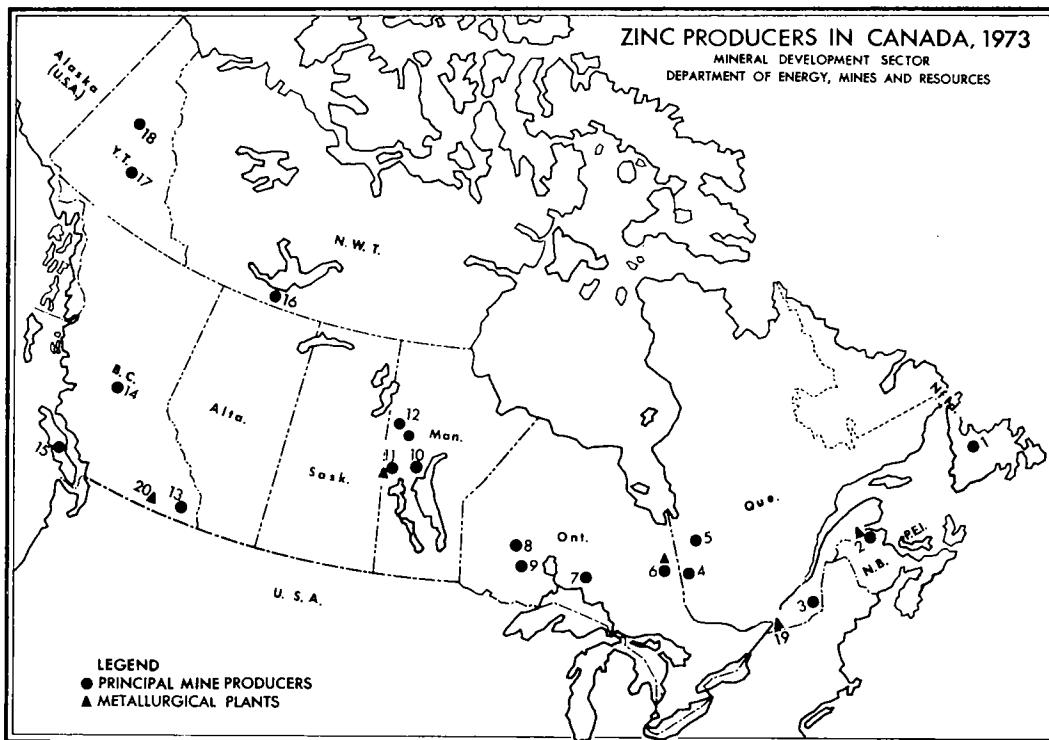 ZINC PRODUCERS IN CANADA, 1973
MINERAL DEVELOPMENT SECTOR
DEPARTMENT OF ENERGY, MINES AND RESOURCES
Alaska
(U.S.A.)
18
Y.T.
17
N.W.T.
16
B.C.
14
Alta.
12
Man.
Nfld.
15
11
10
1
Sask.
20
13
Que.
Ont.
5
8
2
P.E.I.
9
7
6
4
N.B.
U.S.A.
3
19
LEGEND
PRINCIPAL MINE PRODUCERS
METALLURGICAL PLANTS